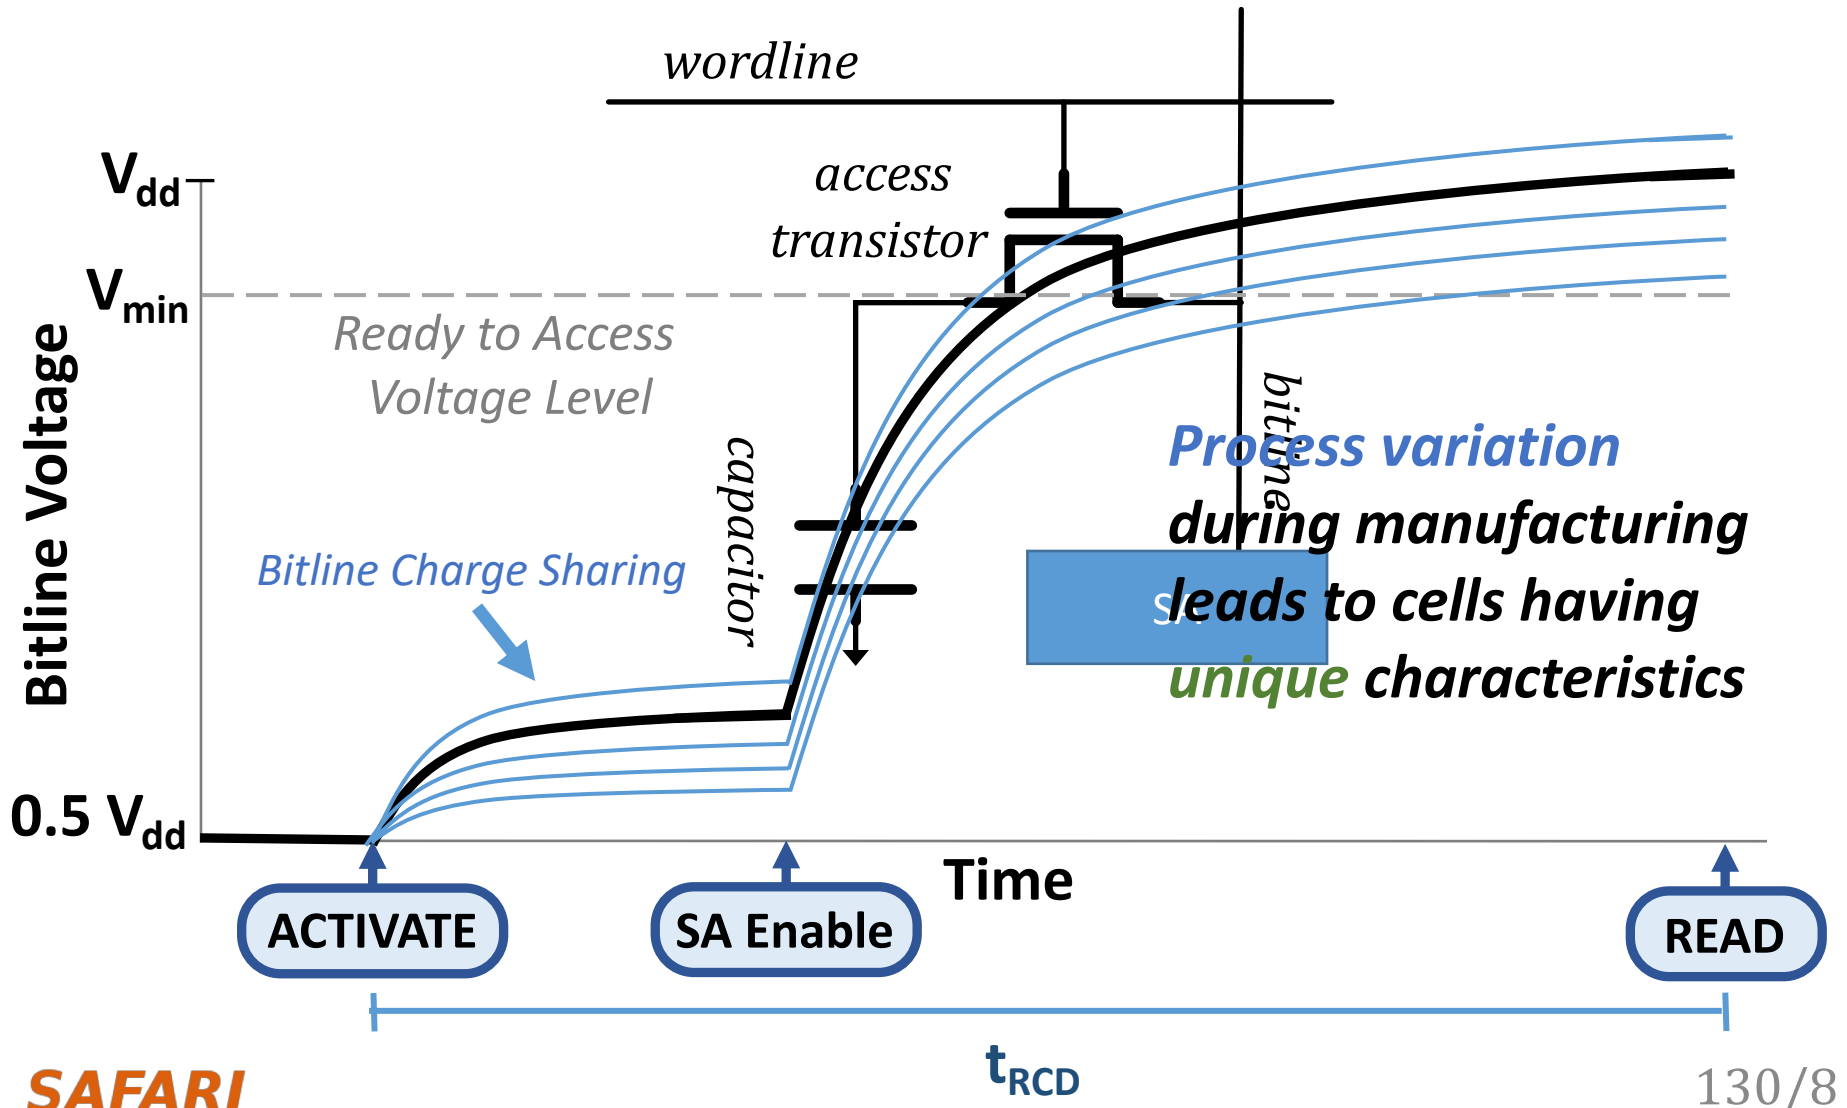 wordline
access
transistor
Vdd
Vmin
Ready to Access
Voltage Level
Bitline Voltage
capacitor
bitline
Process variation
during manufacturing
leads to cells having
unique characteristics
SA
Bitline Charge Sharing
0.5 Vdd
Time
ACTIVATE
SA Enable
READ
tRCD
SAFARI
130/8